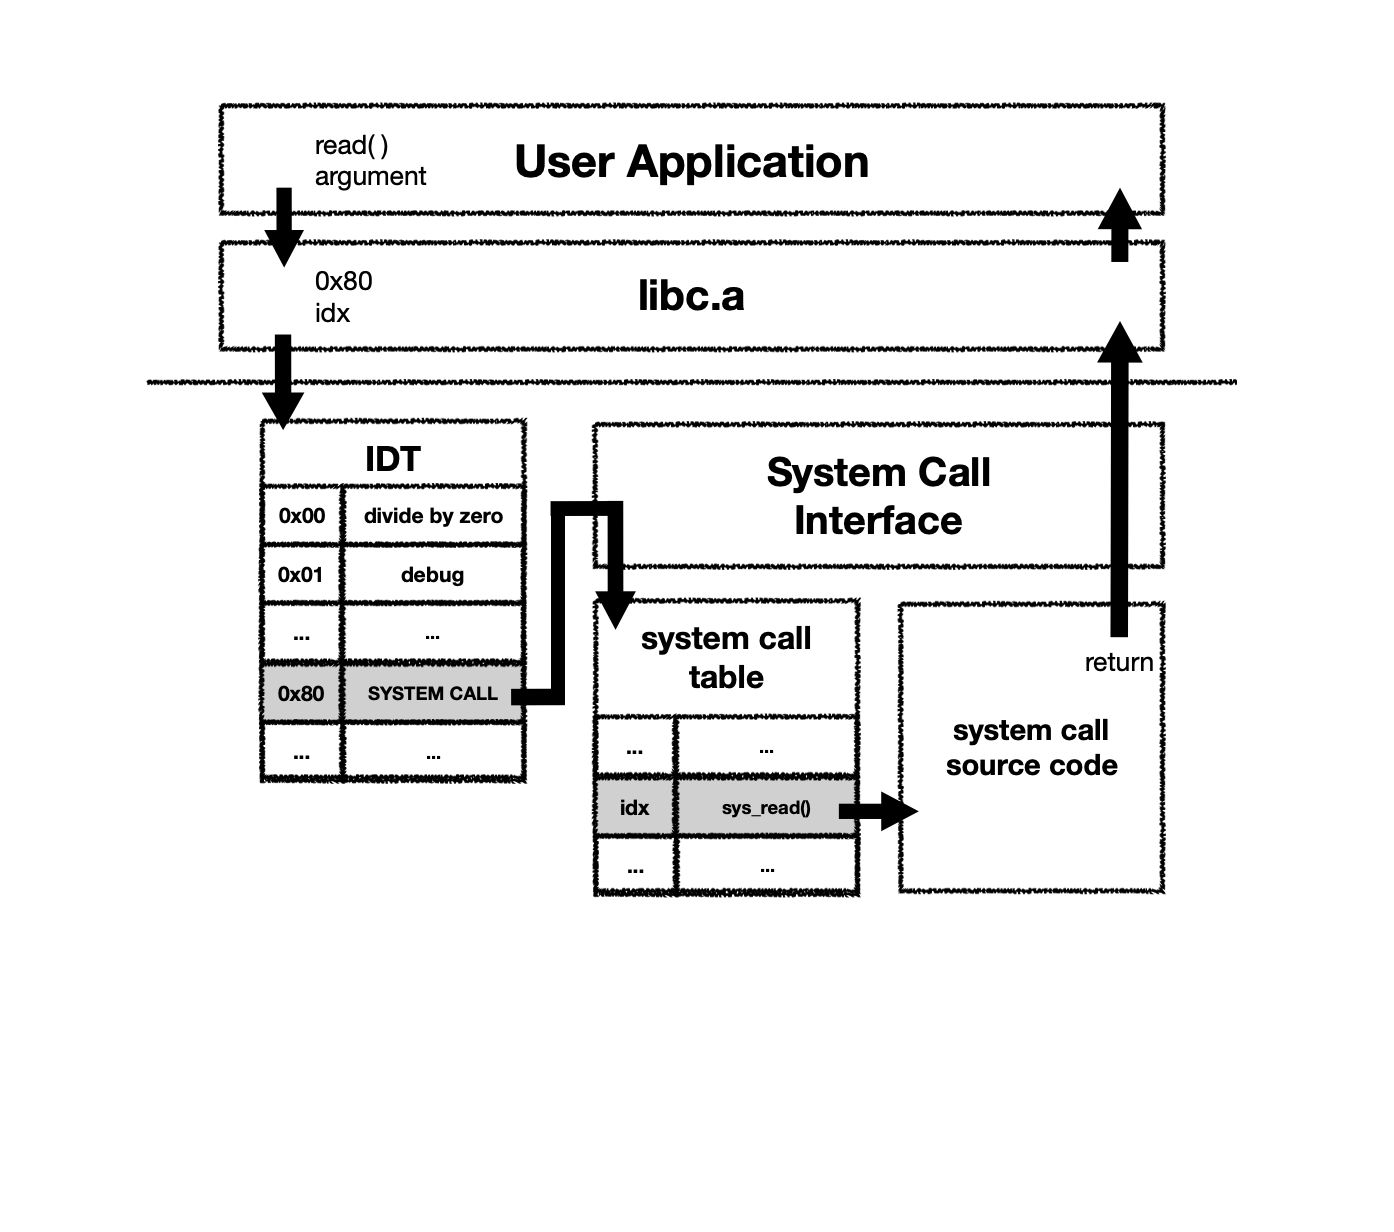 read( )
argument
User Application
0x80
idx
libc.a
IDT
0x00 divide by zero
0x01 debug
... ...
0x80 SYSTEM CALL
... ...
System Call
Interface
system call
table
... ...
idx sys_read()
... ...
return
system call
source code